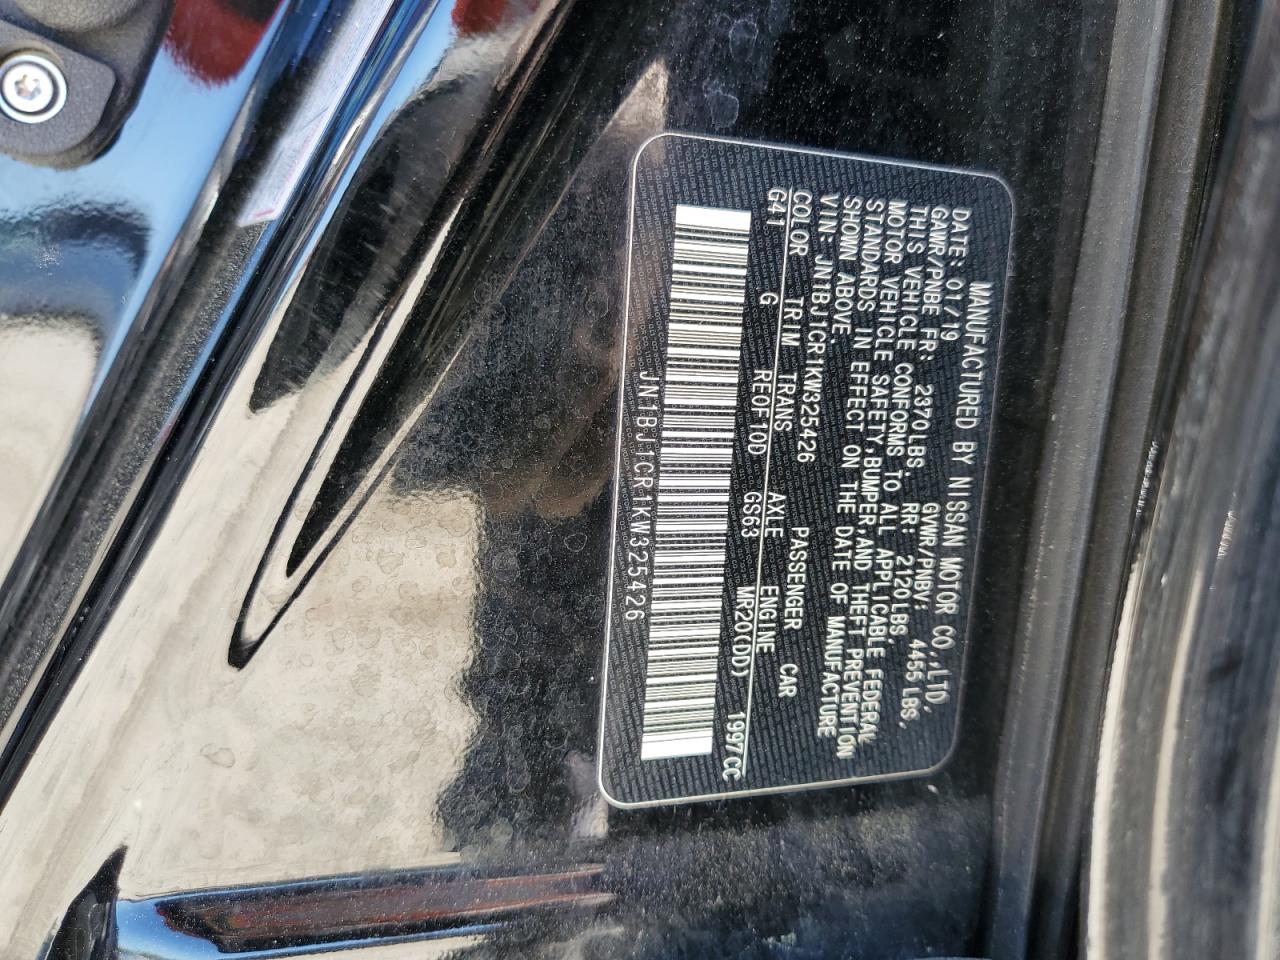 MANUFACTURED BY NISSAN MOTOR CO.,LTD.
DATE: 01/19 GVWR/PNBV: 4455 LBS.
GAWR/PNBE FR: 2370LBS. RR: 2120LBS.
THIS VEHICLE CONFORMS TO ALL APPLICABLE FEDERAL
MOTOR VEHICLE SAFETY,BUMPER,AND THEFT PREVENTION
STANDARDS IN EFFECT ON THE DATE OF MANUFACTURE
SHOWN ABOVE.
VIN: JN1BJ1CR1KW325426 PASSENGER CAR
COLOR TRIM TRANS AXLE ENGINE
G41 G RE0F10D GS63 MR20(DD) 1997CC
JN1BJ1CR1KW325426